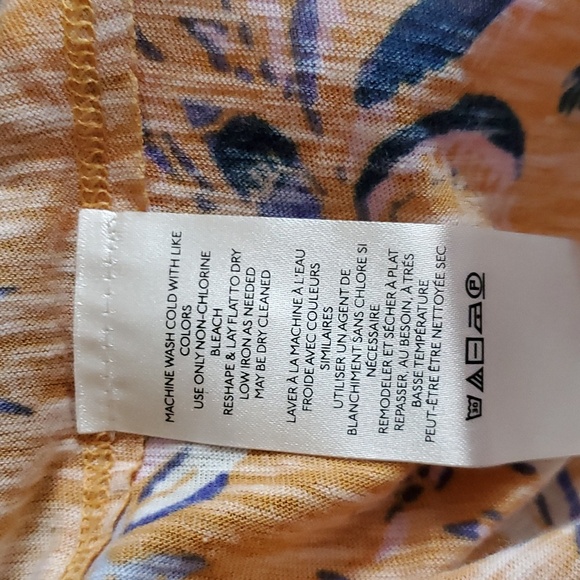 MACHINE WASH COLD WITH LIKE
COLORS
USE ONLY NON-CHLORINE
BLEACH
RESHAPE & LAY FLAT TO DRY
LOW IRON AS NEEDED
MAY BE DRY CLEANED
LAVER À LA MACHINE À L'EAU
FROIDE AVEC COULEURS
SIMILAIRES
UTILISER UN AGENT DE
BLANCHIMENT SANS CHLORE SI
NÉCESSAIRE
REMODELER ET SÉCHER À PLAT
REPASSER, AU BESOIN, À TRÈS
BASSE TEMPÉRATURE
PEUT-ÊTRE ÊTRE NETTOYÉE SEC
30 P